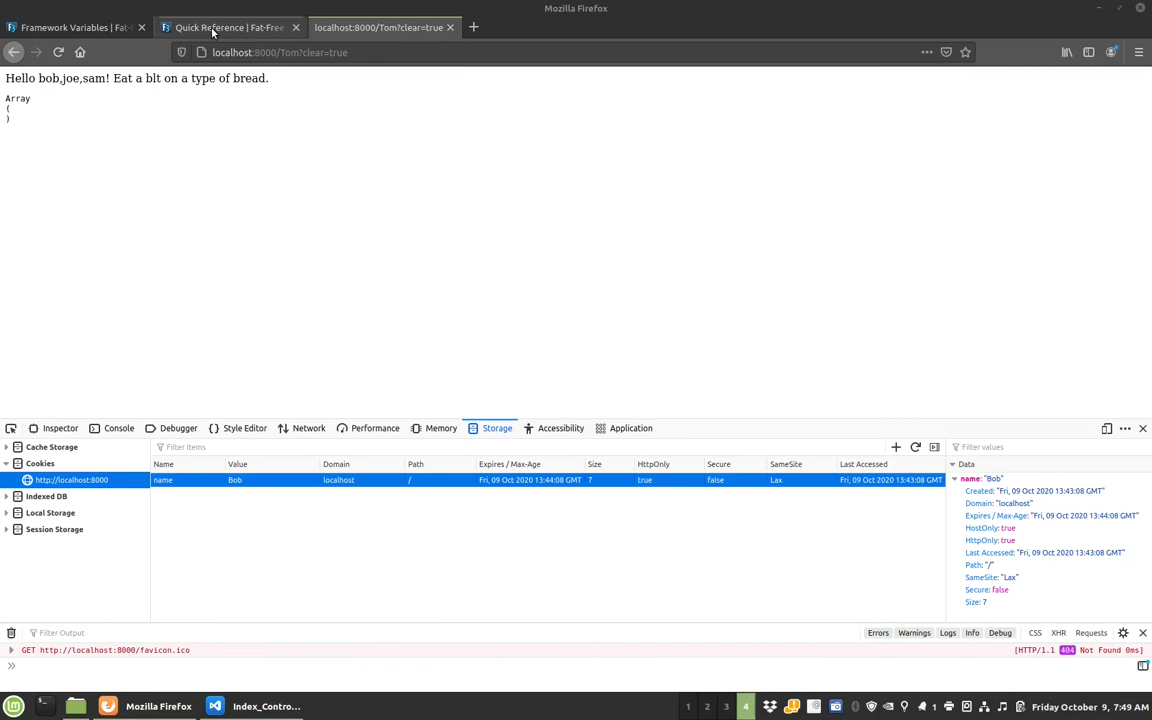 Mozilla Firefox
Framework Variables | Fat-
Quick Reference | Fat-Free
localhost:8000/Tom?clear=true
localhost:8000/Tom?clear=true
Hello bob,joe,sam! Eat a blt on a type of bread.
Array
(
)
Inspector Console Debugger Style Editor Network Performance Memory Storage Accessibility Application
Cache Storage
Cookies
http://localhost:8000
Indexed DB
Local Storage
Session Storage
Filter Items
Name Value Domain Path Expires / Max-Age Size HttpOnly Secure SameSite Last Accessed
name Bob localhost / Fri, 09 Oct 2020 13:44:08 GMT 7 true false Lax Fri, 09 Oct 2020 13:43:08 GMT
Filter values
Data
name: "Bob"
Created: "Fri, 09 Oct 2020 13:43:08 GMT"
Domain: "localhost"
Expires / Max-Age: "Fri, 09 Oct 2020 13:44:08 GMT"
HostOnly: true
HttpOnly: true
Last Accessed: "Fri, 09 Oct 2020 13:43:08 GMT"
Path: "/"
SameSite: "Lax"
Secure: false
Size: 7
Filter Output
Errors Warnings Logs Info Debug CSS XHR Requests
GET http://localhost:8000/favicon.ico [HTTP/1.1 404 Not Found 0ms]
Mozilla Firefox Index_Contro... 1 2 3 4 1 Friday October 9, 7:49 AM